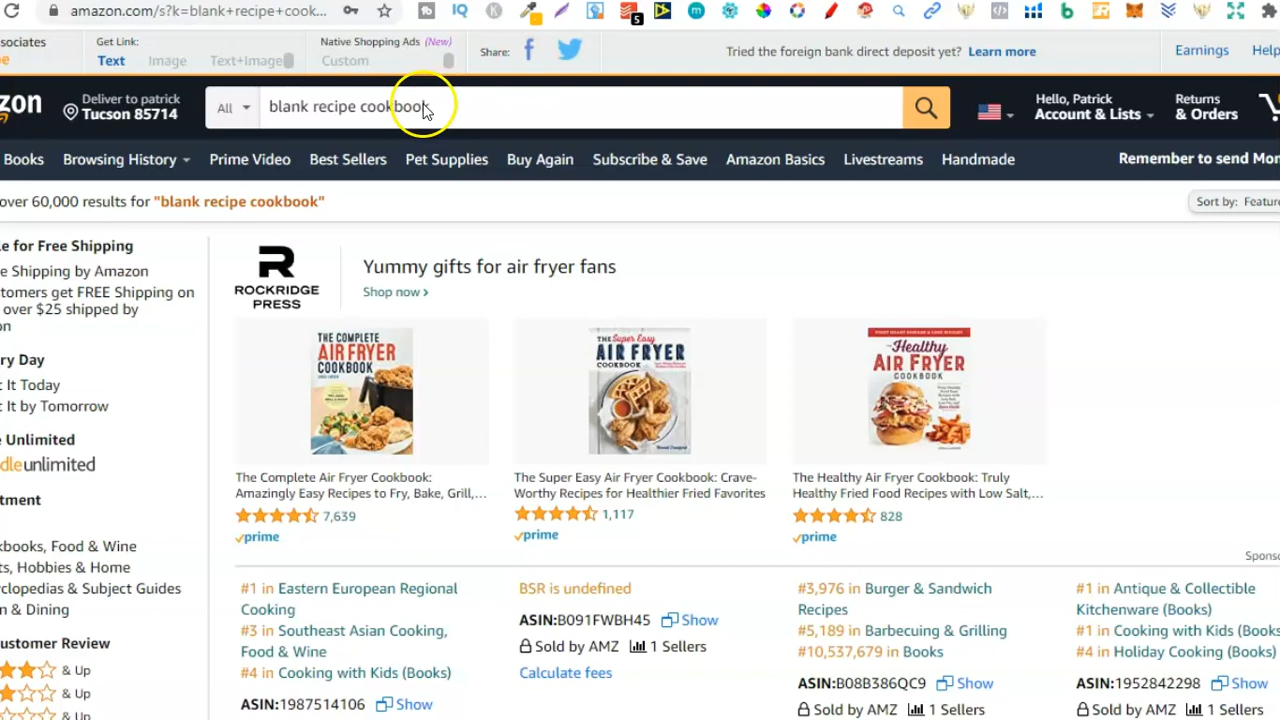 amazon.com/s?k=blank+recipe+cook...
5
sociates
Get Link:
Text
Image
Text+Image
Native Shopping Ads (New)
Custom
Share:
Tried the foreign bank direct deposit yet? Learn more
Earnings
Help
zon
Deliver to patrick
Tucson 85714
All
blank recipe cookbook
Hello, Patrick
Account & Lists
Returns
& Orders
Books
Browsing History
Prime Video
Best Sellers
Pet Supplies
Buy Again
Subscribe & Save
Amazon Basics
Livestreams
Handmade
Remember to send Mon
over 60,000 results for "blank recipe cookbook"
Sort by: Feature
le for Free Shipping
e Shipping by Amazon
tomers get FREE Shipping on
over $25 shipped by
on
ry Day
t It Today
t It by Tomorrow
e Unlimited
dleunlimited
tment
kbooks, Food & Wine
ts, Hobbies & Home
cyclopedias & Subject Guides
n & Dining
ustomer Review
& Up
& Up
& Up
ROCKRIDGE
PRESS
Yummy gifts for air fryer fans
Shop now ›
THE COMPLETE
AIR FRYER
COOKBOOK
The Super Easy
AIR FRYER
COOKBOOK
The Healthy
AIR FRYER
COOKBOOK
The Complete Air Fryer Cookbook:
Amazingly Easy Recipes to Fry, Bake, Grill,...
7,639
prime
The Super Easy Air Fryer Cookbook: Crave-
Worthy Recipes for Healthier Fried Favorites
1,117
prime
The Healthy Air Fryer Cookbook: Truly
Healthy Fried Food Recipes with Low Salt,...
828
prime
Sponso
#1 in Eastern European Regional
Cooking
#3 in Southeast Asian Cooking,
Food & Wine
#4 in Cooking with Kids (Books)
ASIN:1987514106 Show
BSR is undefined
ASIN:B091FWBH45 Show
Sold by AMZ 1 Sellers
Calculate fees
#3,976 in Burger & Sandwich
Recipes
#5,189 in Barbecuing & Grilling
#10,537,679 in Books
ASIN:B08B386QC9 Show
Sold by AMZ 1 Sellers
#1 in Antique & Collectible
Kitchenware (Books)
#1 in Cooking with Kids (Books
#4 in Holiday Cooking (Books)
ASIN:1952842298 Show
Sold by AMZ 1 Sellers